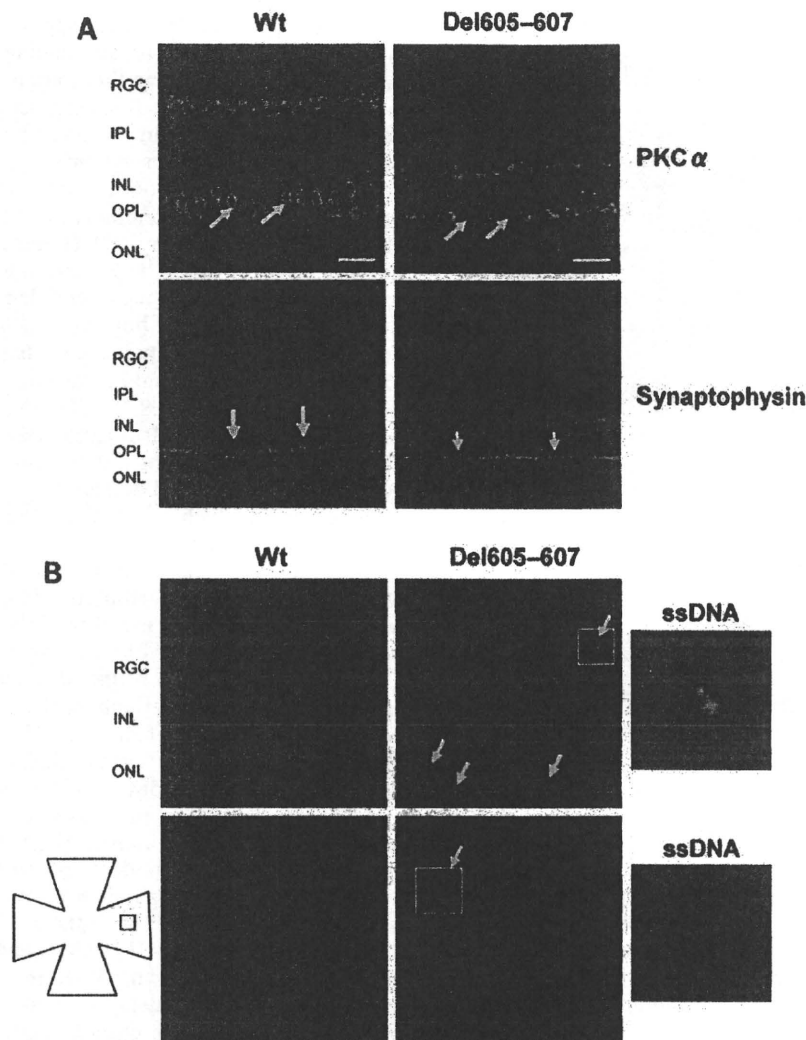 A
Wt
Del605–607
RGC
IPL
INL
OPL
ONL
PKCα
RGC
IPL
INL
OPL
ONL
Synaptophysin
B
Wt
Del605–607
ssDNA
RGC
INL
ONL
ssDNA